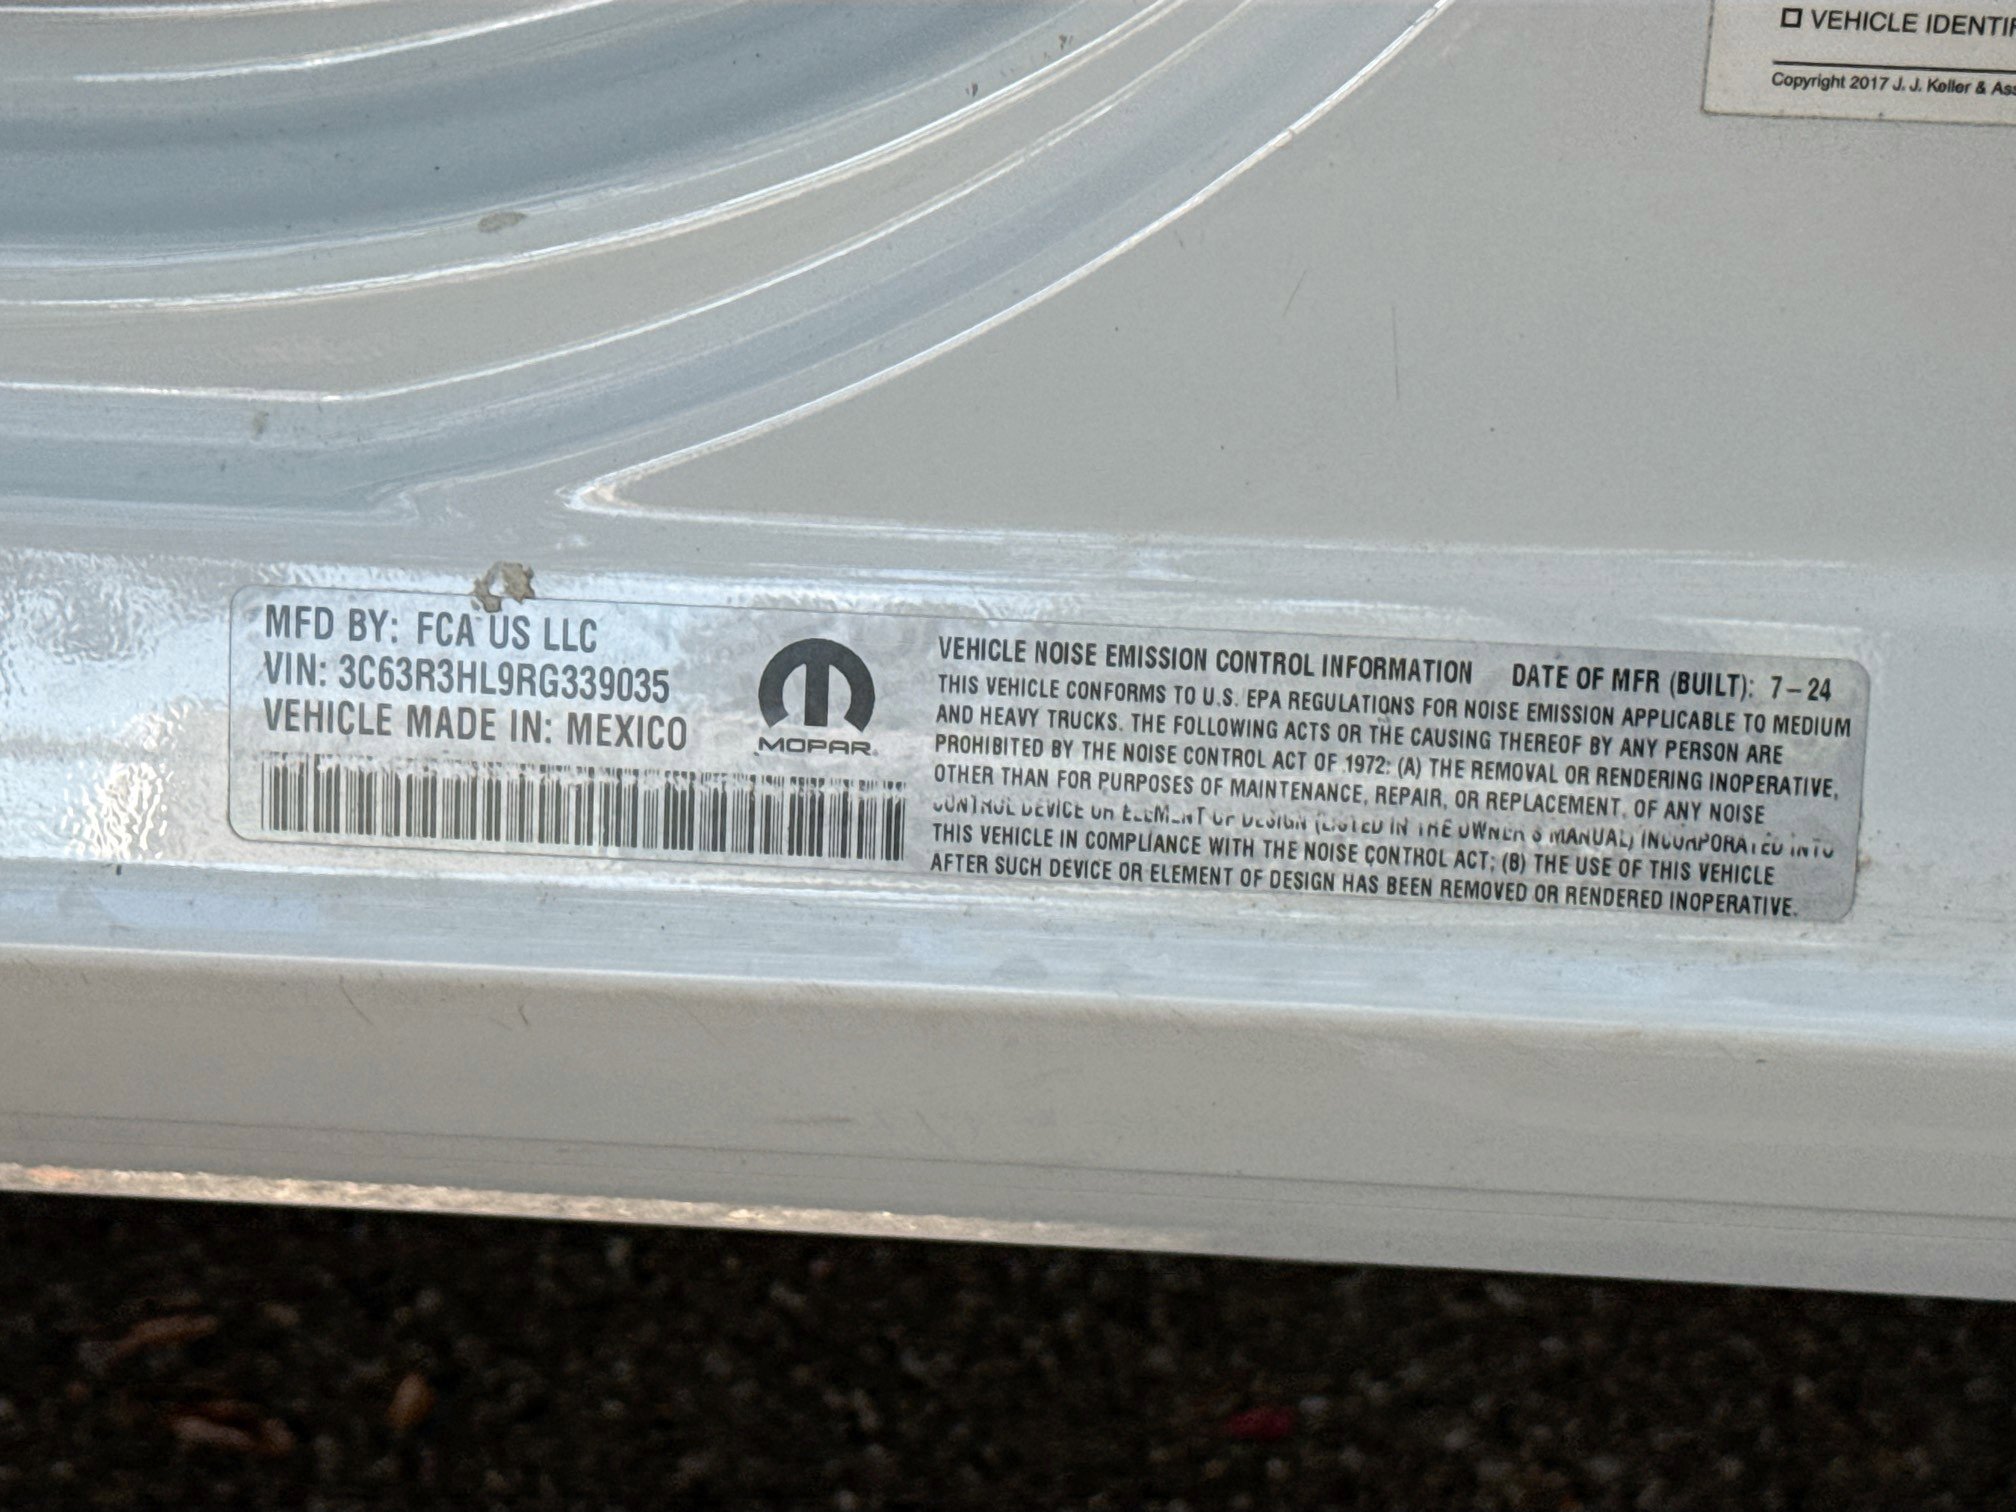 ☐ VEHICLE IDENTIF
Copyright 2017 J. J. Keller & Ass
MFD BY: FCA US LLC
VIN: 3C63R3HL9RG339035
VEHICLE MADE IN: MEXICO
MOPAR
VEHICLE NOISE EMISSION CONTROL INFORMATION DATE OF MFR (BUILT): 7-24
THIS VEHICLE CONFORMS TO U.S. EPA REGULATIONS FOR NOISE EMISSION APPLICABLE TO MEDIUM
AND HEAVY TRUCKS. THE FOLLOWING ACTS OR THE CAUSING THEREOF BY ANY PERSON ARE
PROHIBITED BY THE NOISE CONTROL ACT OF 1972: (A) THE REMOVAL OR RENDERING INOPERATIVE,
OTHER THAN FOR PURPOSES OF MAINTENANCE, REPAIR, OR REPLACEMENT, OF ANY NOISE
CONTROL DEVICE OR ELEMENT OF DESIGN (LISTED IN THE OWNER'S MANUAL) INCORPORATED INTO
THIS VEHICLE IN COMPLIANCE WITH THE NOISE CONTROL ACT; (B) THE USE OF THIS VEHICLE
AFTER SUCH DEVICE OR ELEMENT OF DESIGN HAS BEEN REMOVED OR RENDERED INOPERATIVE.